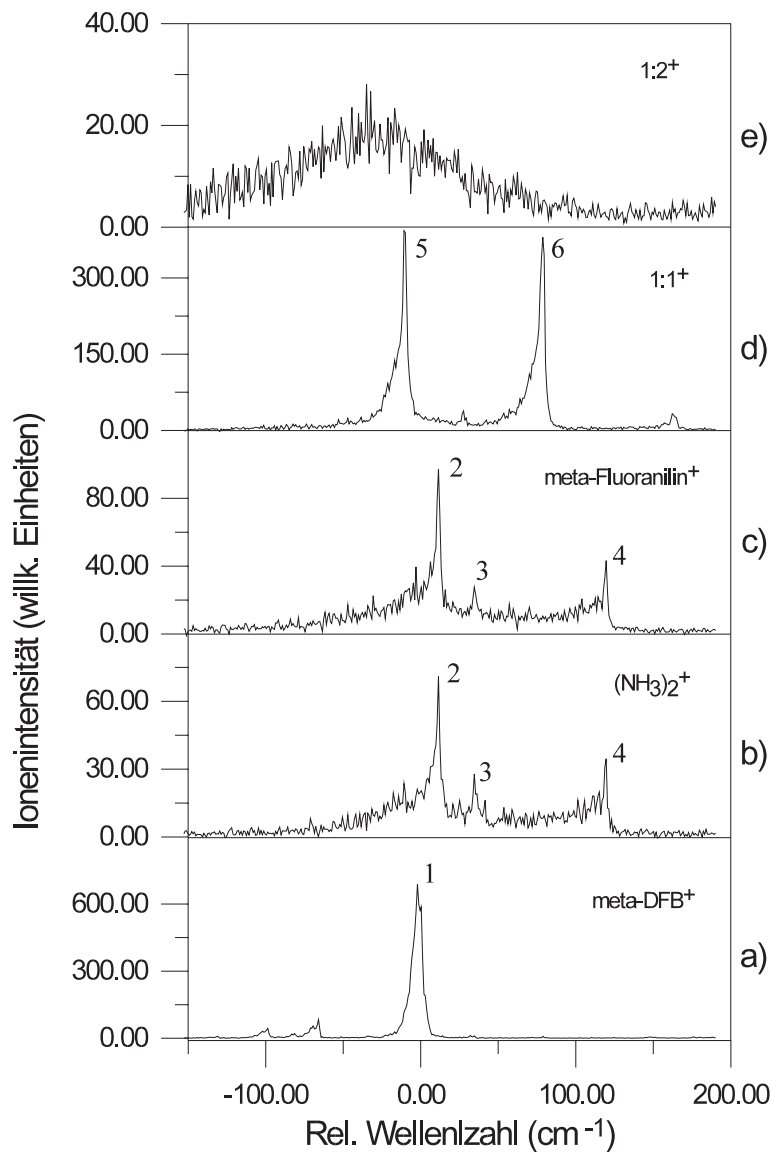 40.00
20.00
0.00
1:2+
e)
300.00
150.00
0.00
5
6
1:1+
d)
80.00
40.00
0.00
2
3
4
meta-Fluoranilin+
c)
60.00
30.00
0.00
2
3
4
(NH3)2+
b)
600.00
300.00
0.00
1
meta-DFB+
a)
-100.00 0.00 100.00 200.00
Rel. Wellenlzahl (cm-1)
Ionenintensität (willk. Einheiten)